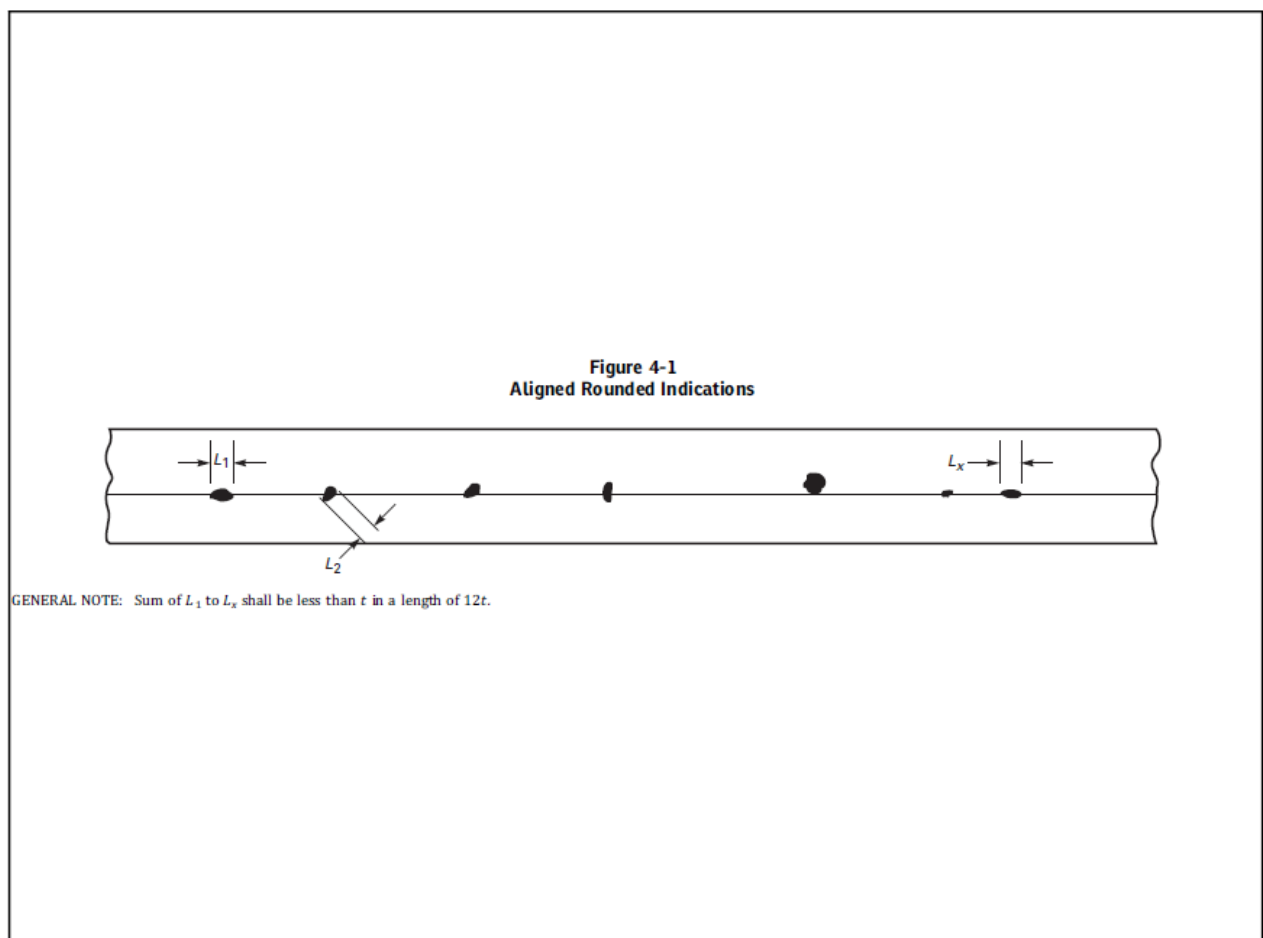 Figure 4-1
Aligned Rounded Indications
L1
Lx
L2
GENERAL NOTE: Sum of L1 to Lx shall be less than t in a length of 12t.